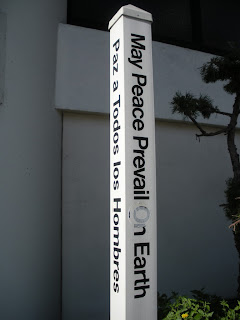 Paz a Todos los Hombres
May Peace Prevail On Earth